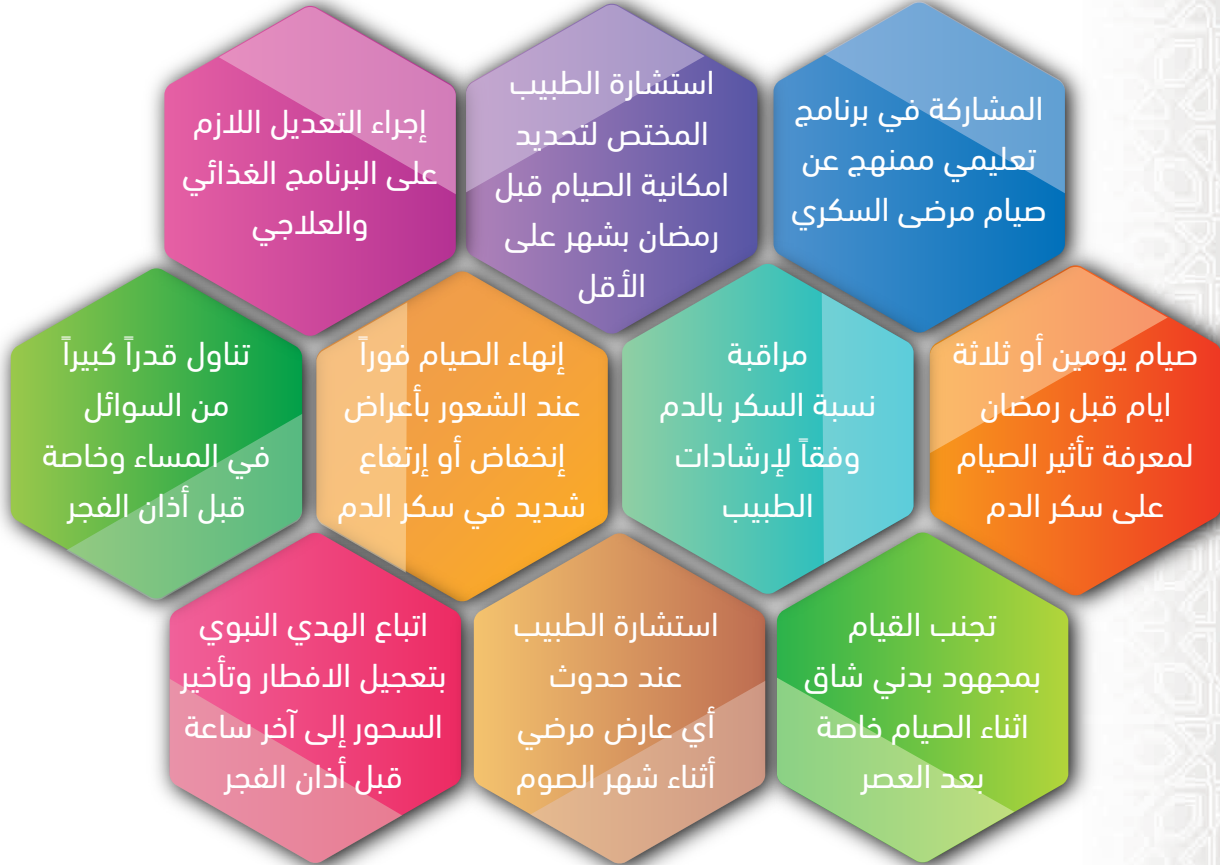 المشاركة في برنامج
تعليمي ممنهج عن
صيام مرضى السكري
استشارة الطبيب
المختص لتحديد
امكانية الصيام قبل
رمضان بشهر على
الأقل
إجراء التعديل اللازم
على البرنامج الغذائي
والعلاجي
صيام يومين أو ثلاثة
ايام قبل رمضان
لمعرفة تأثير الصيام
على سكر الدم
مراقبة
نسبة السكر بالدم
وفقاً لإرشادات
الطبيب
إنهاء الصيام فوراً
عند الشعور بأعراض
إنخفاض أو إرتفاع
شديد في سكر الدم
تناول قدراً كبيراً
من السوائل
في المساء وخاصة
قبل أذان الفجر
تجنب القيام
بمجهود بدني شاق
اثناء الصيام خاصة
بعد العصر
استشارة الطبيب
عند حدوث
أي عارض مرضي
أثناء شهر الصوم
اتباع الهدي النبوي
بتعجيل الافطار وتأخير
السحور إلى آخر ساعة
قبل أذان الفجر